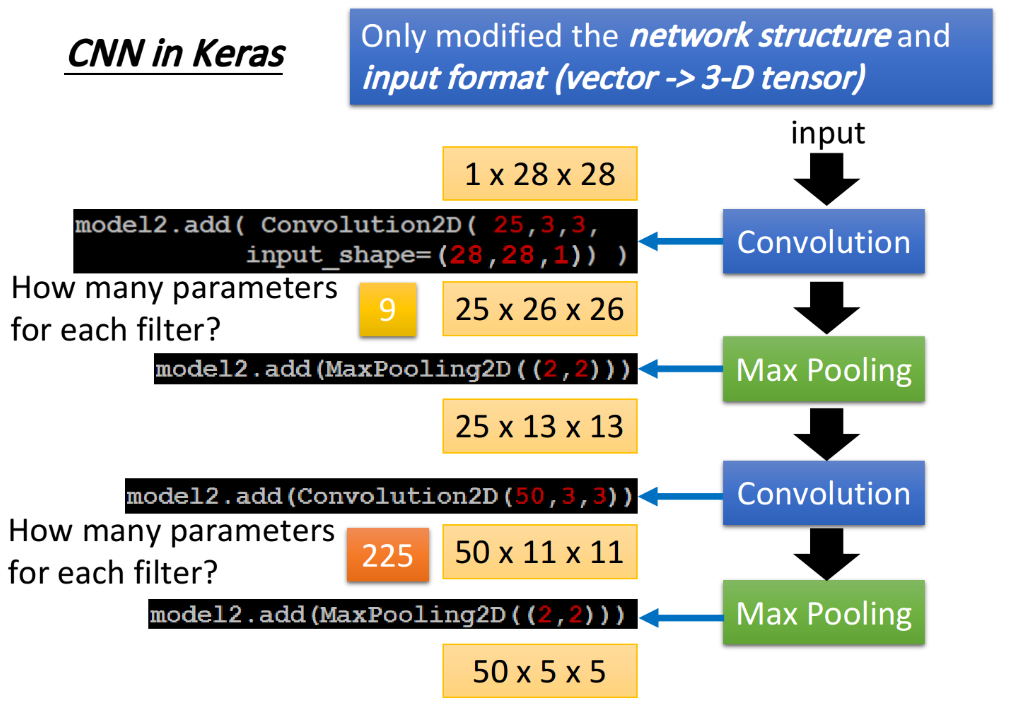 CNN in Keras
Only modified the network structure and
input format (vector -> 3-D tensor)
input
1 x 28 x 28
model2.add( Convolution2D( 25,3,3,
input_shape=(28,28,1)) )
Convolution
How many parameters
for each filter?
9
25 x 26 x 26
model2.add(MaxPooling2D((2,2)))
Max Pooling
25 x 13 x 13
model2.add(Convolution2D(50,3,3))
Convolution
How many parameters
for each filter?
225
50 x 11 x 11
model2.add(MaxPooling2D((2,2)))
Max Pooling
50 x 5 x 5